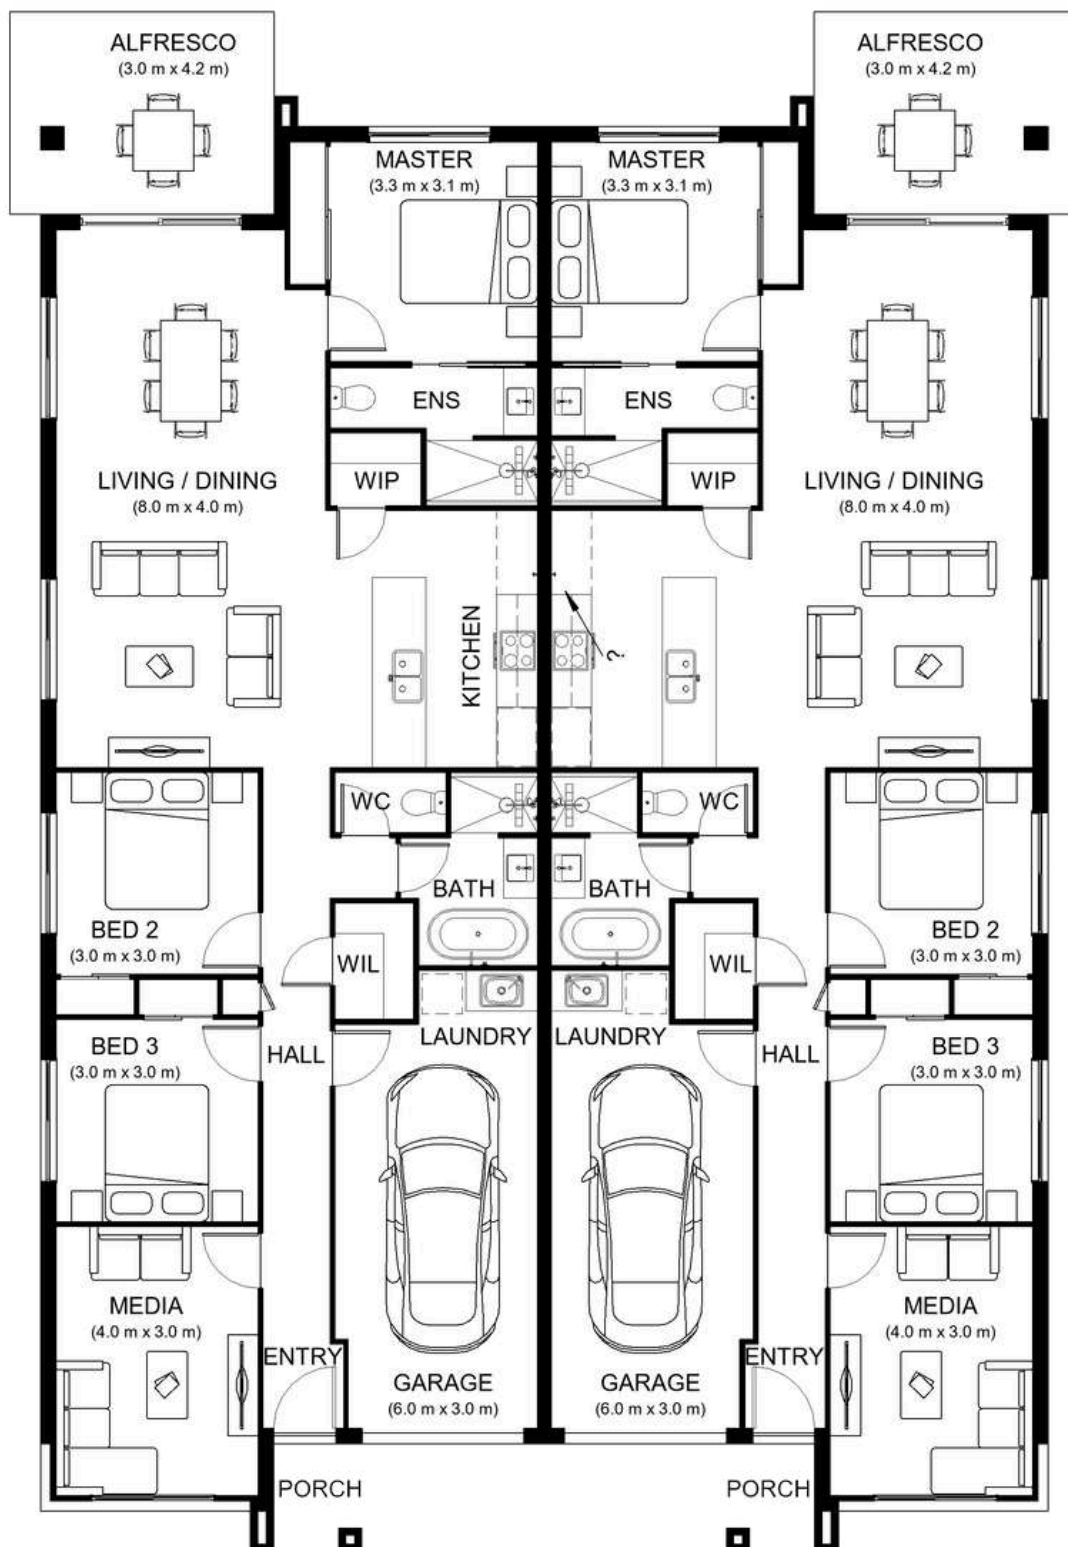 ALFRESCO
(3.0 m x 4.2 m)
ALFRESCO
(3.0 m x 4.2 m)
MASTER
(3.3 m x 3.1 m)
MASTER
(3.3 m x 3.1 m)
ENS
ENS
WIP
WIP
LIVING / DINING
(8.0 m x 4.0 m)
LIVING / DINING
(8.0 m x 4.0 m)
KITCHEN
?
WC
WC
BATH
BATH
BED 2
(3.0 m x 3.0 m)
BED 2
(3.0 m x 3.0 m)
WIL
WIL
LAUNDRY
LAUNDRY
BED 3
(3.0 m x 3.0 m)
HALL
HALL
BED 3
(3.0 m x 3.0 m)
MEDIA
(4.0 m x 3.0 m)
MEDIA
(4.0 m x 3.0 m)
ENTRY
ENTRY
GARAGE
(6.0 m x 3.0 m)
GARAGE
(6.0 m x 3.0 m)
PORCH
PORCH